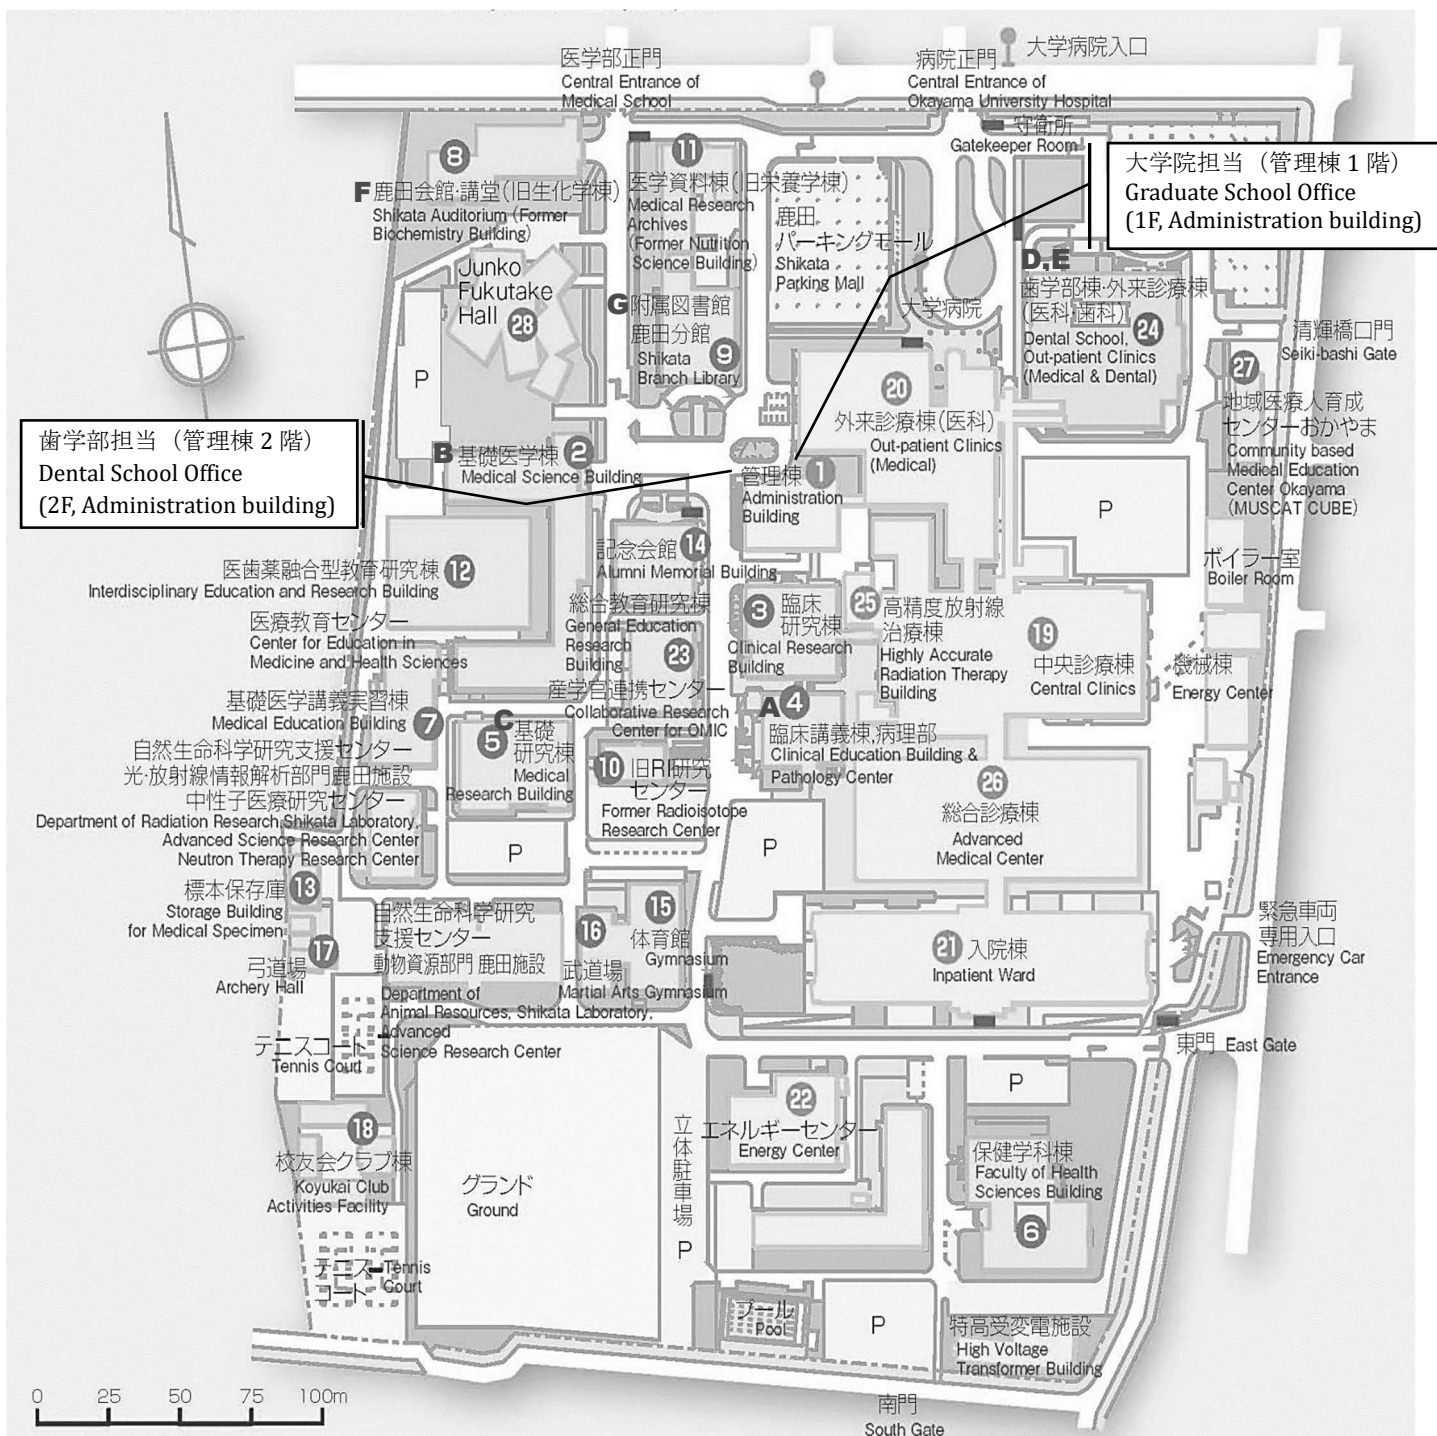 医学部正門
Central Entrance of
Medical School
病院正門
Central Entrance of
Okayama University Hospital
大学病院入口
守衛所
Gatekeeper Room
大学院担当（管理棟 1 階）
Graduate School Office
(1F, Administration building)
8
F 鹿田会館·講堂(旧生化学棟)
Shikata Auditorium (Former
Biochemistry Building)
11
医学資料棟(旧栄養学棟)
Medical Research
Archives
(Former Nutrition
Science Building)
鹿田
パーキングモール
Shikata
Parking Mall
大学病院
D,E
歯学部棟·外来診療棟
(医科·歯科)
24
Dental School,
Out-patient Clinics
(Medical & Dental)
清輝橋口門
Seiki-bashi Gate
Junko
Fukutake
Hall
28
G 附属図書館
鹿田分館
9
Shikata
Branch Library
P
20
外来診療棟(医科)
Out-patient Clinics
(Medical)
27
地域医療人育成
センターおかやま
Community based
Medical Education
Center Okayama
(MUSCAT CUBE)
歯学部担当（管理棟 2 階）
Dental School Office
(2F, Administration building)
B 基礎医学棟 2
Medical Science Building
管理棟 1
Administration
Building
P
ボイラー室
Boiler Room
医歯薬融合型教育研究棟 12
Interdisciplinary Education and Research Building
記念会館 14
Alumni Memorial Building
医療教育センター
Center for Education in
Medicine and Health Sciences
総合教育研究棟
General Education
Research
Building
23
3 臨床
研究棟
Clinical Research
Building
25 高精度放射線
治療棟
Highly Accurate
Radiation Therapy
Building
19
中央診療棟
Central Clinics
機械棟
Energy Center
基礎医学講義実習棟
Medical Education Building
7
産学官連携センター
Collaborative Research
Center for OMIC
A 4
臨床講義棟,病理部
Clinical Education Building &
Pathology Center
C
5 基礎
研究棟
Medical
Research Building
自然生命科学研究支援センター
光·放射線情報解析部門鹿田施設
中性子医療研究センター
Department of Radiation Research Shikata Laboratory,
Advanced Science Research Center
Neutron Therapy Research Center
10 旧RI研究
センター
Former Radioisotope
Research Center
26
総合診療棟
Advanced
Medical Center
P
P
13
標本保存庫
Storage Building
for Medical Specimen
17
弓道場
Archery Hall
自然生命科学研究
支援センター
動物資源部門 鹿田施設
Department of
Animal Resources, Shikata Laboratory,
Advanced
Science Research Center
15
体育館
Gymnasium
16
武道場
Martial Arts Gymnasium
21 入院棟
Inpatient Ward
緊急車両
専用入口
Emergency Car
Entrance
テニスコート
Tennis Court
東門 East Gate
P
18
校友会クラブ棟
Koyukai Club
Activities Facility
グランド
Ground
立体駐車場
P
22
エネルギーセンター
Energy Center
保健学科棟
Faculty of Health
Sciences Building
6
テニス
コート
Tennis
Court
プール
Pool
P
特高受変電施設
High Voltage
Transformer Building
南門
South Gate
0 25 50 75 100m